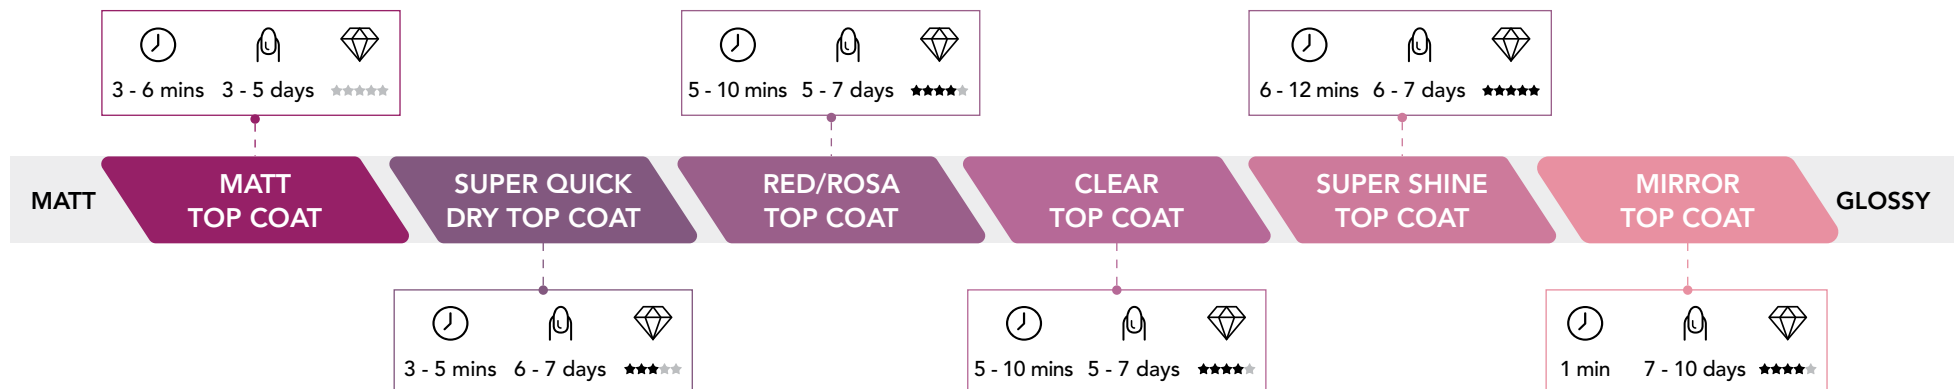 3 - 6 mins 3 - 5 days
5 - 10 mins 5 - 7 days
6 - 12 mins 6 - 7 days
MATT
MATT
TOP COAT
SUPER QUICK
DRY TOP COAT
RED/ROSA
TOP COAT
CLEAR
TOP COAT
SUPER SHINE
TOP COAT
MIRROR
TOP COAT
GLOSSY
3 - 5 mins 6 - 7 days
5 - 10 mins 5 - 7 days
1 min 7 - 10 days